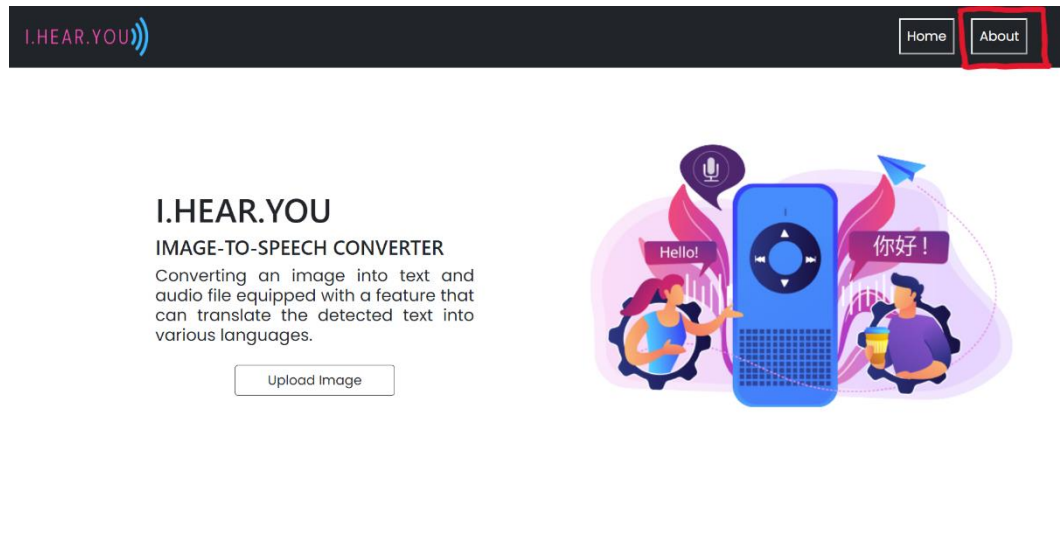 I.HEAR.YOU
Home
About
I.HEAR.YOU
IMAGE-TO-SPEECH CONVERTER
Converting an image into text and
audio file equipped with a feature that
can translate the detected text into
various languages.
Upload Image
Hello!
你好！